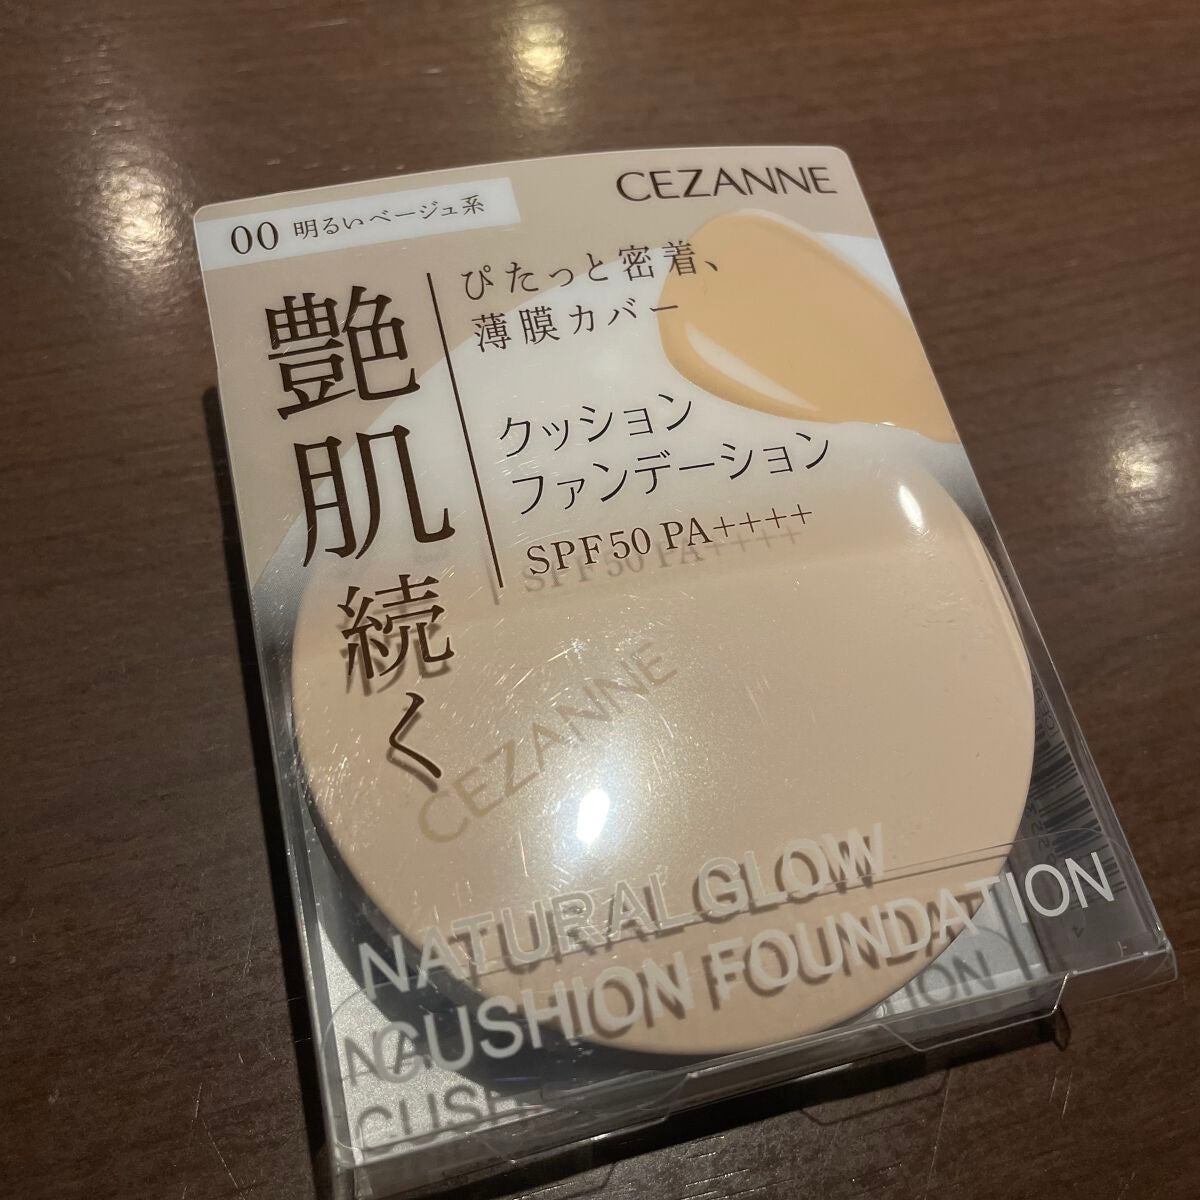 CEZANNE
00 明るいベージュ系
艶肌続く
ぴたっと密着、
薄膜カバー
クッション
ファンデーション
SPF50 PA++++
CEZANNE
NATURAL GLOW
CUSHION FOUNDATION